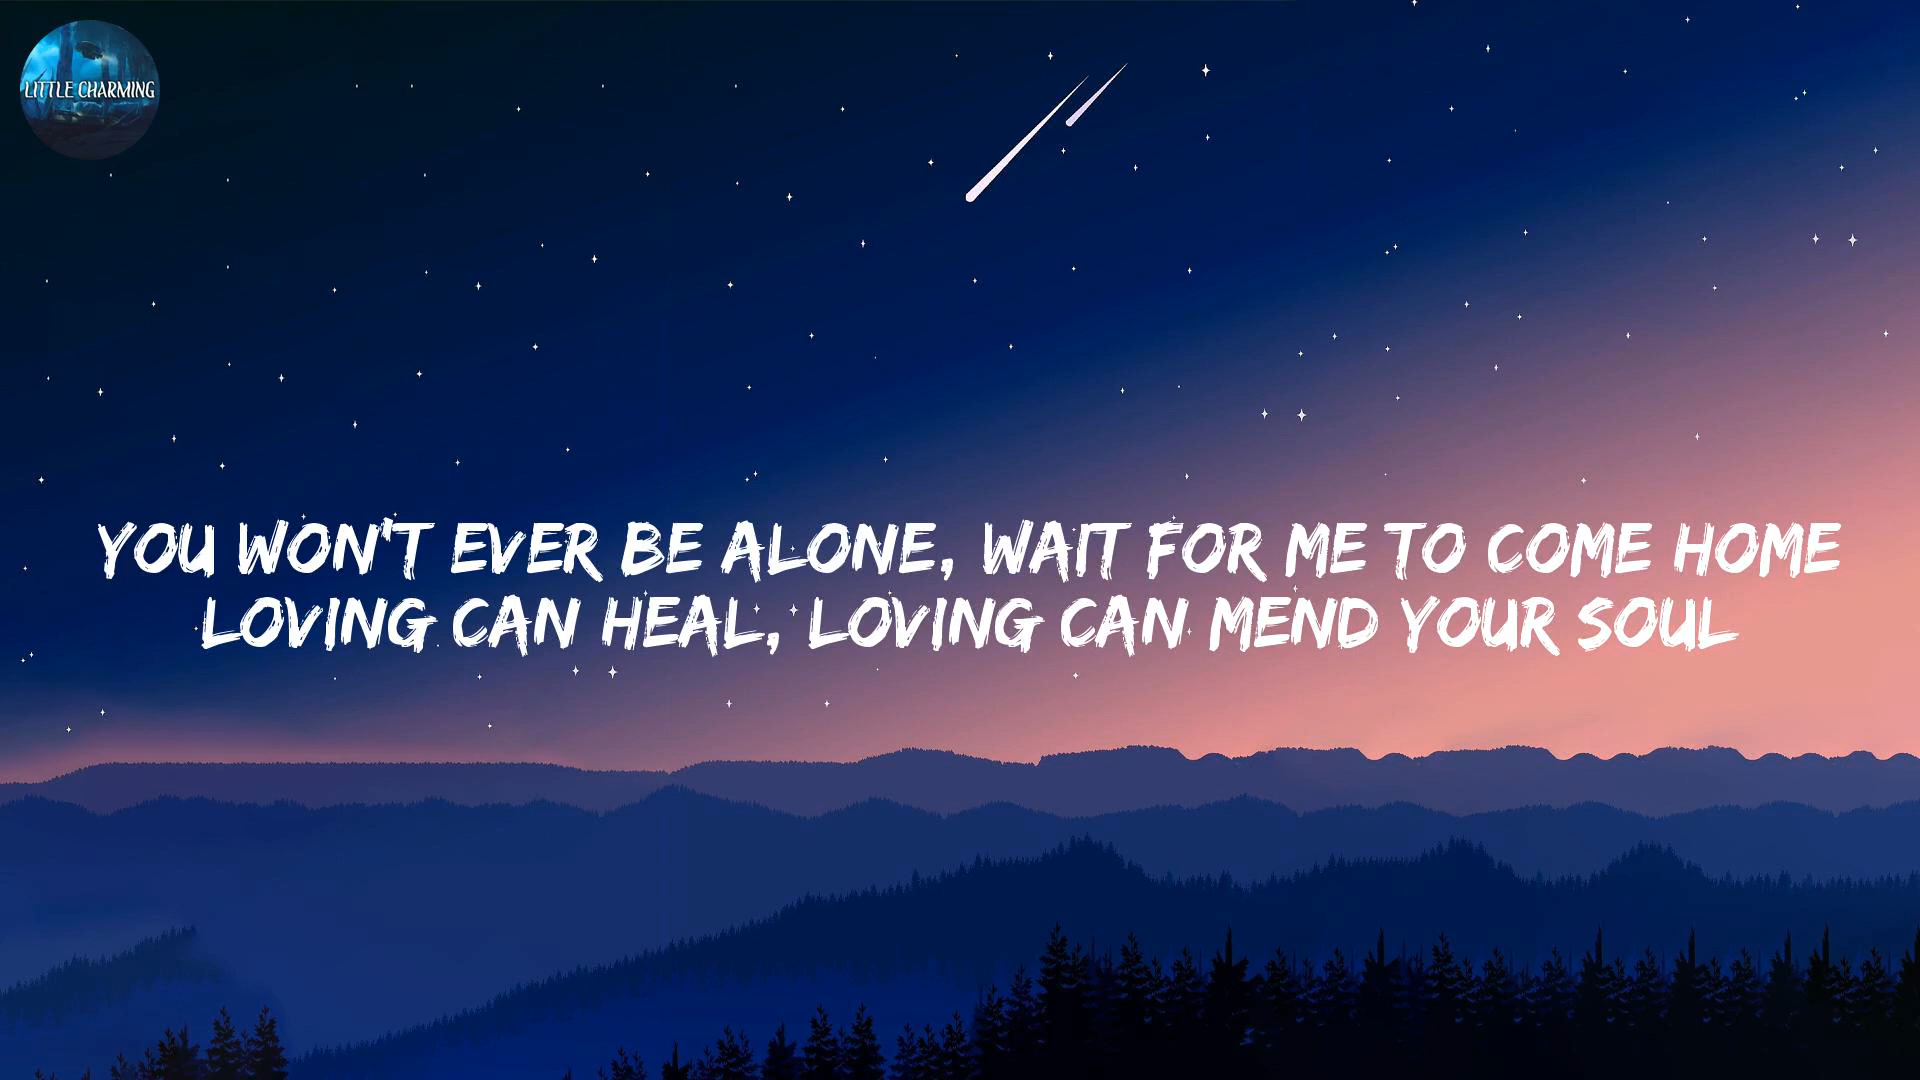 LITTLE CHARMING
YOU WON'T EVER BE ALONE, WAIT FOR ME TO COME HOME
LOVING CAN HEAL, LOVING CAN MEND YOUR SOUL